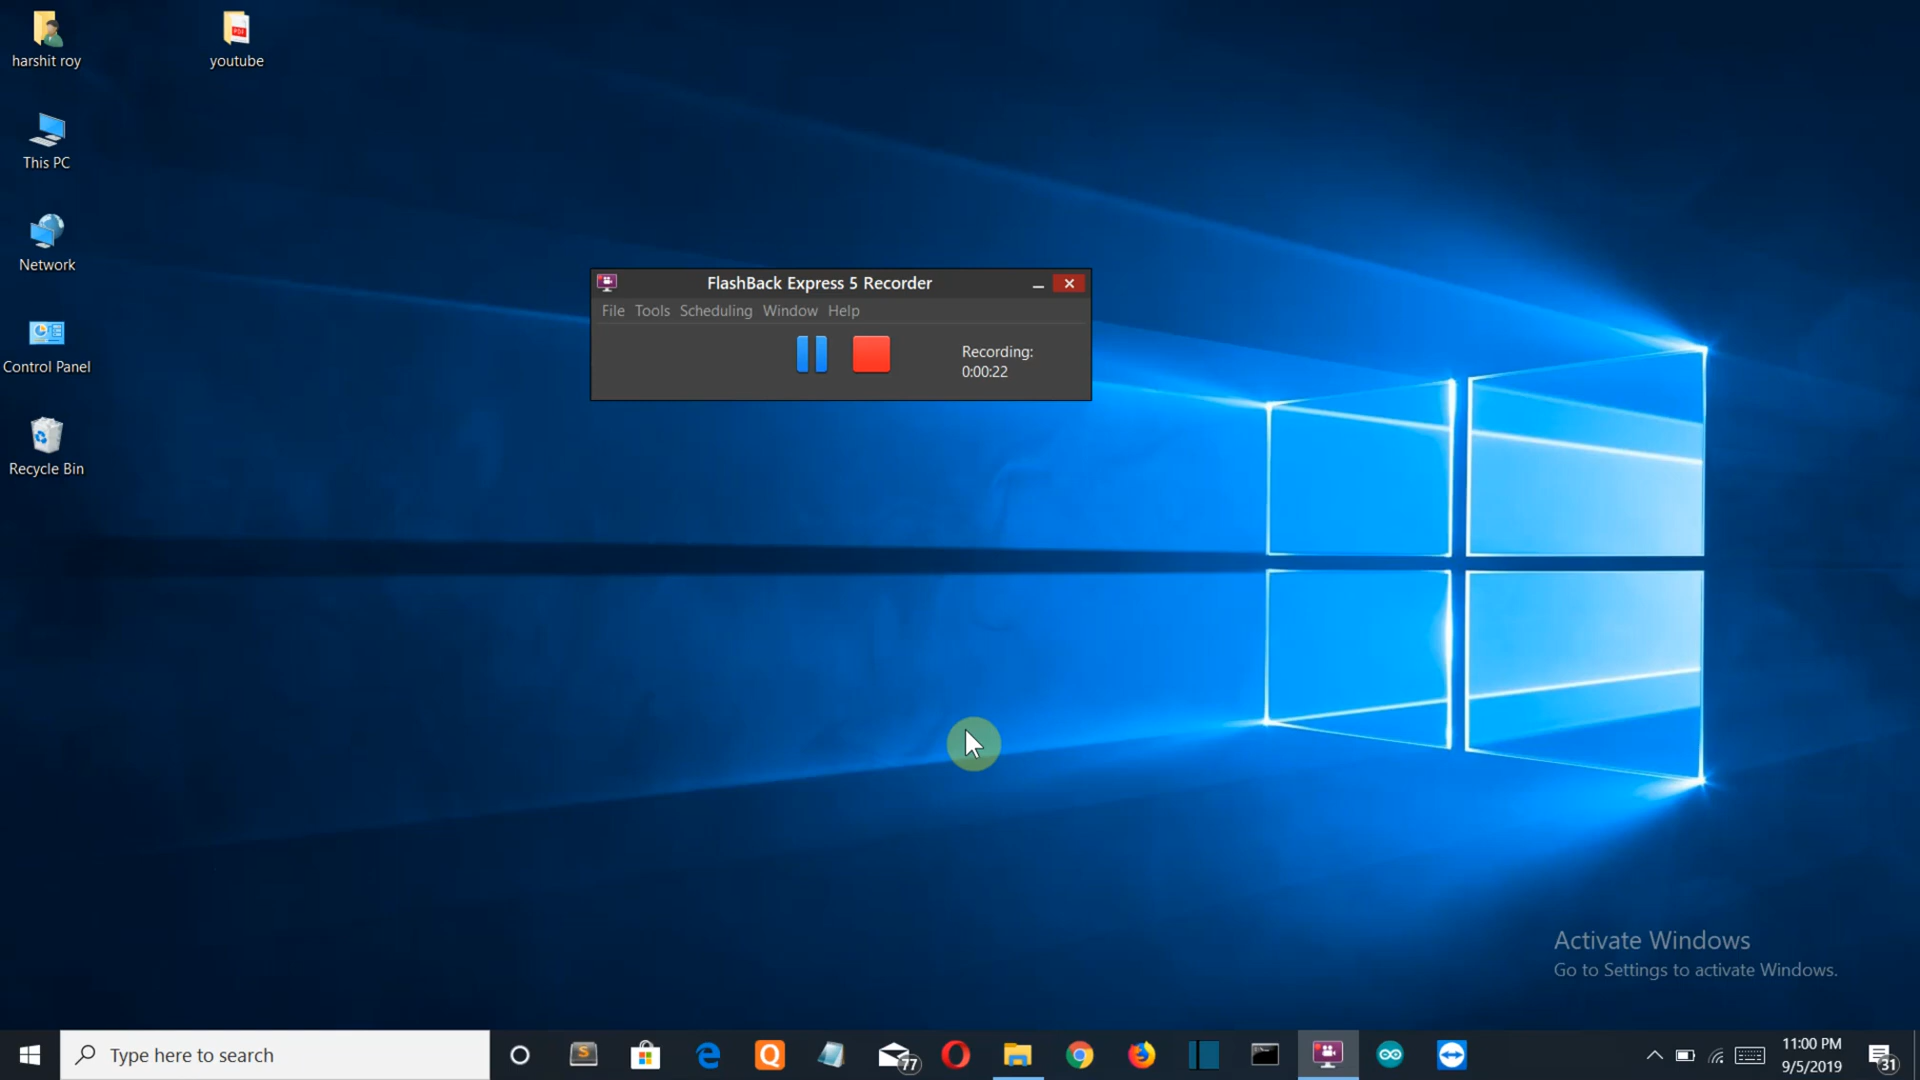 harshit roy
youtube
This PC
Network
Control Panel
Recycle Bin
FlashBack Express 5 Recorder
File Tools Scheduling Window Help
Recording:
0:00:22
Activate Windows
Go to Settings to activate Windows.
Type here to search
77
11:00 PM
9/5/2019
31